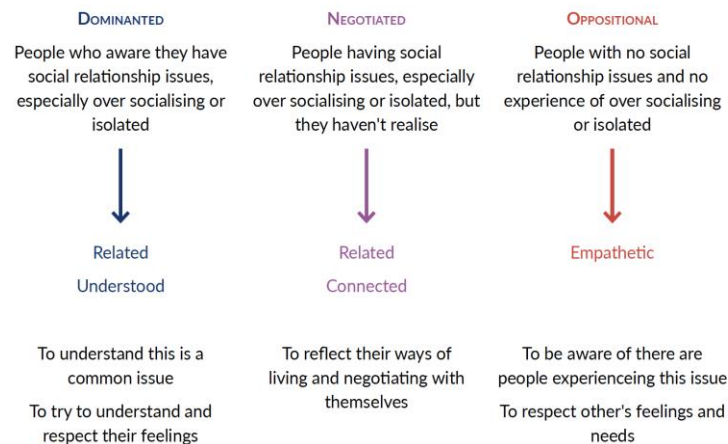 Dominanted
People who aware they have
social relationship issues,
especially over socialising or
isolated
Related
Understood
To understand this is a
common issue
To try to understand and
respect their feelings
Negotiated
People having social
relationship issues, especially
over socialising or isolated, but
they haven't realise
Related
Connected
To reflect their ways of
living and negotiating with
themselves
Oppositional
People with no social
relationship issues and no
experience of over socialising
or isolated
Empathetic
To be aware of there are
people experienceing this issue
To respect other's feelings and
needs